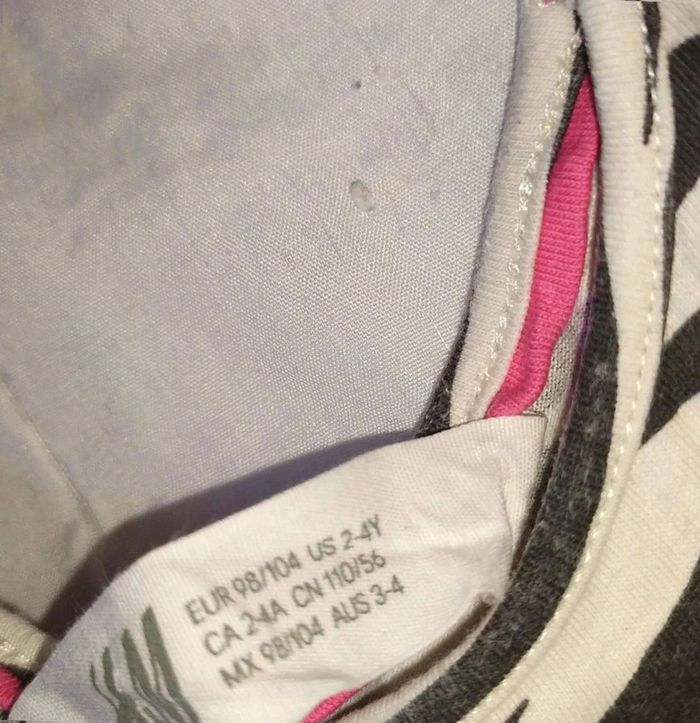 EUR 98/104 US 2-4Y
CA 2-4A CN 110/56
MX 98/104 AUS 3-4